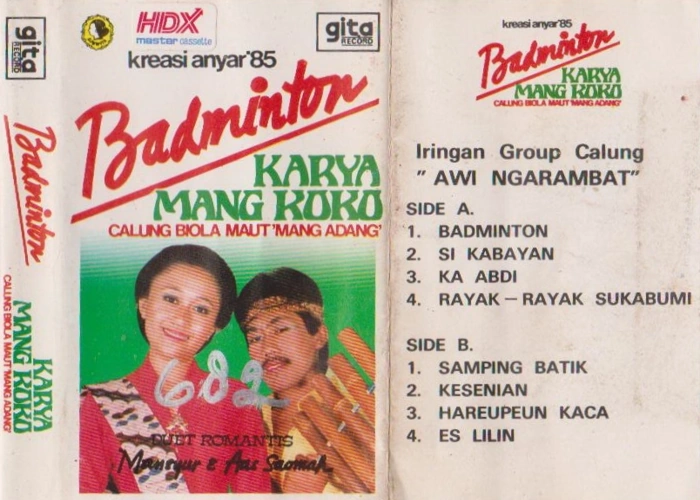 gita
RECORD
Badminton
KARYA
MANG KOKO
CALUNG BIOLA MAUT 'MANG ADANG'
HDX
master cassette
gita
RECORD
kreasi anyar'85
Badminton
KARYA
MANG KOKO
CALUNG BIOLA MAUT 'MANG ADANG'
682
DUET ROMANTIS
Mansyur & Aas Saomah
kreasi anyar'85
Badminton
KARYA
MANG KOKO
CALUNG BIOLA MAUT 'MANG ADANG'
Iringan Group Calung
" AWI NGARAMBAT"
SIDE A.
1. BADMINTON
2. SI KABAYAN
3. KA ABDI
4. RAYAK – RAYAK SUKABUMI
SIDE B.
1. SAMPING BATIK
2. KESENIAN
3. HAREUPEUN KACA
4. ES LILIN